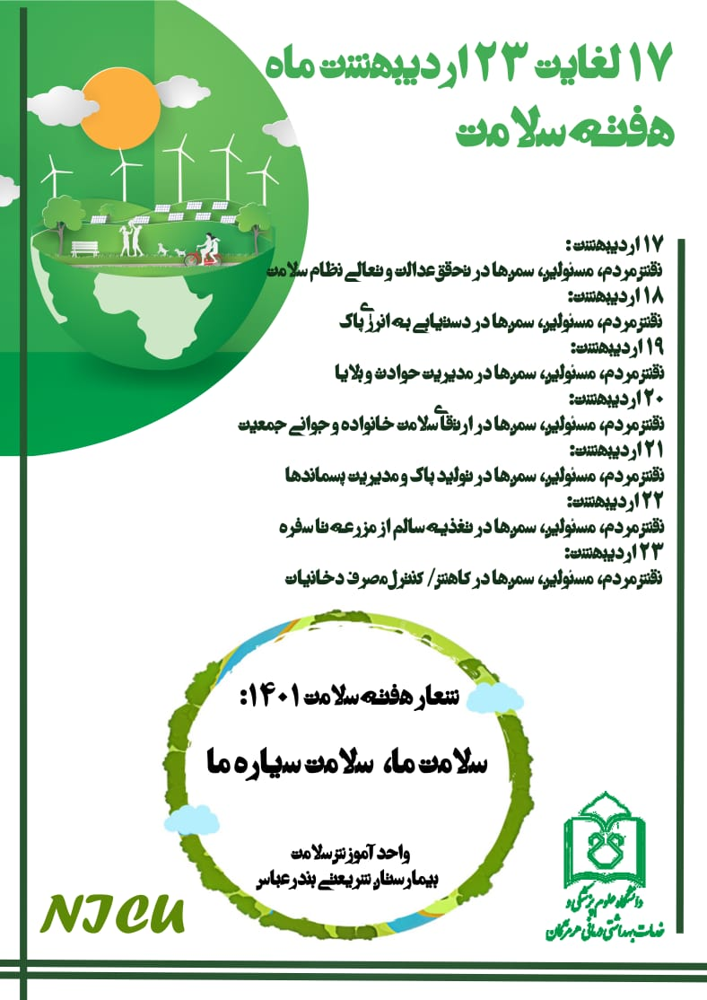 ۱۷ لغایت ۲۳ اردیبهشت ماه
هفته سلامت
۱۷ اردیبهشت:
نقش مردم، مسئولین، سمن‌ها در تحقق عدالت و تعالی نظام سلامت
۱۸ اردیبهشت:
نقش مردم، مسئولین، سمن‌ها در دستیابی به انرژی پاک
۱۹ اردیبهشت:
نقش مردم، مسئولین، سمن‌ها در مدیریت حوادث و بلایا
۲۰ اردیبهشت:
نقش مردم، مسئولین، سمن‌ها در ارتقای سلامت خانواده و جوانی جمعیت
۲۱ اردیبهشت:
نقش مردم، مسئولین، سمن‌ها در تولید پاک و مدیریت پسماندها
۲۲ اردیبهشت:
نقش مردم، مسئولین، سمن‌ها در تغذیه سالم از مزرعه تا سفره
۲۳ اردیبهشت:
نقش مردم، مسئولین، سمن‌ها در کاهش/ کنترل مصرف دخانیات
شعار هفته سلامت ۱۴۰۱:
سلامت ما، سلامت سیاره ما
واحد آموزش سلامت
بیمارستان شریعتی بندرعباس
NICU
دانشگاه علوم پزشکی و
خدمات بهداشتی درمانی هرمزگان